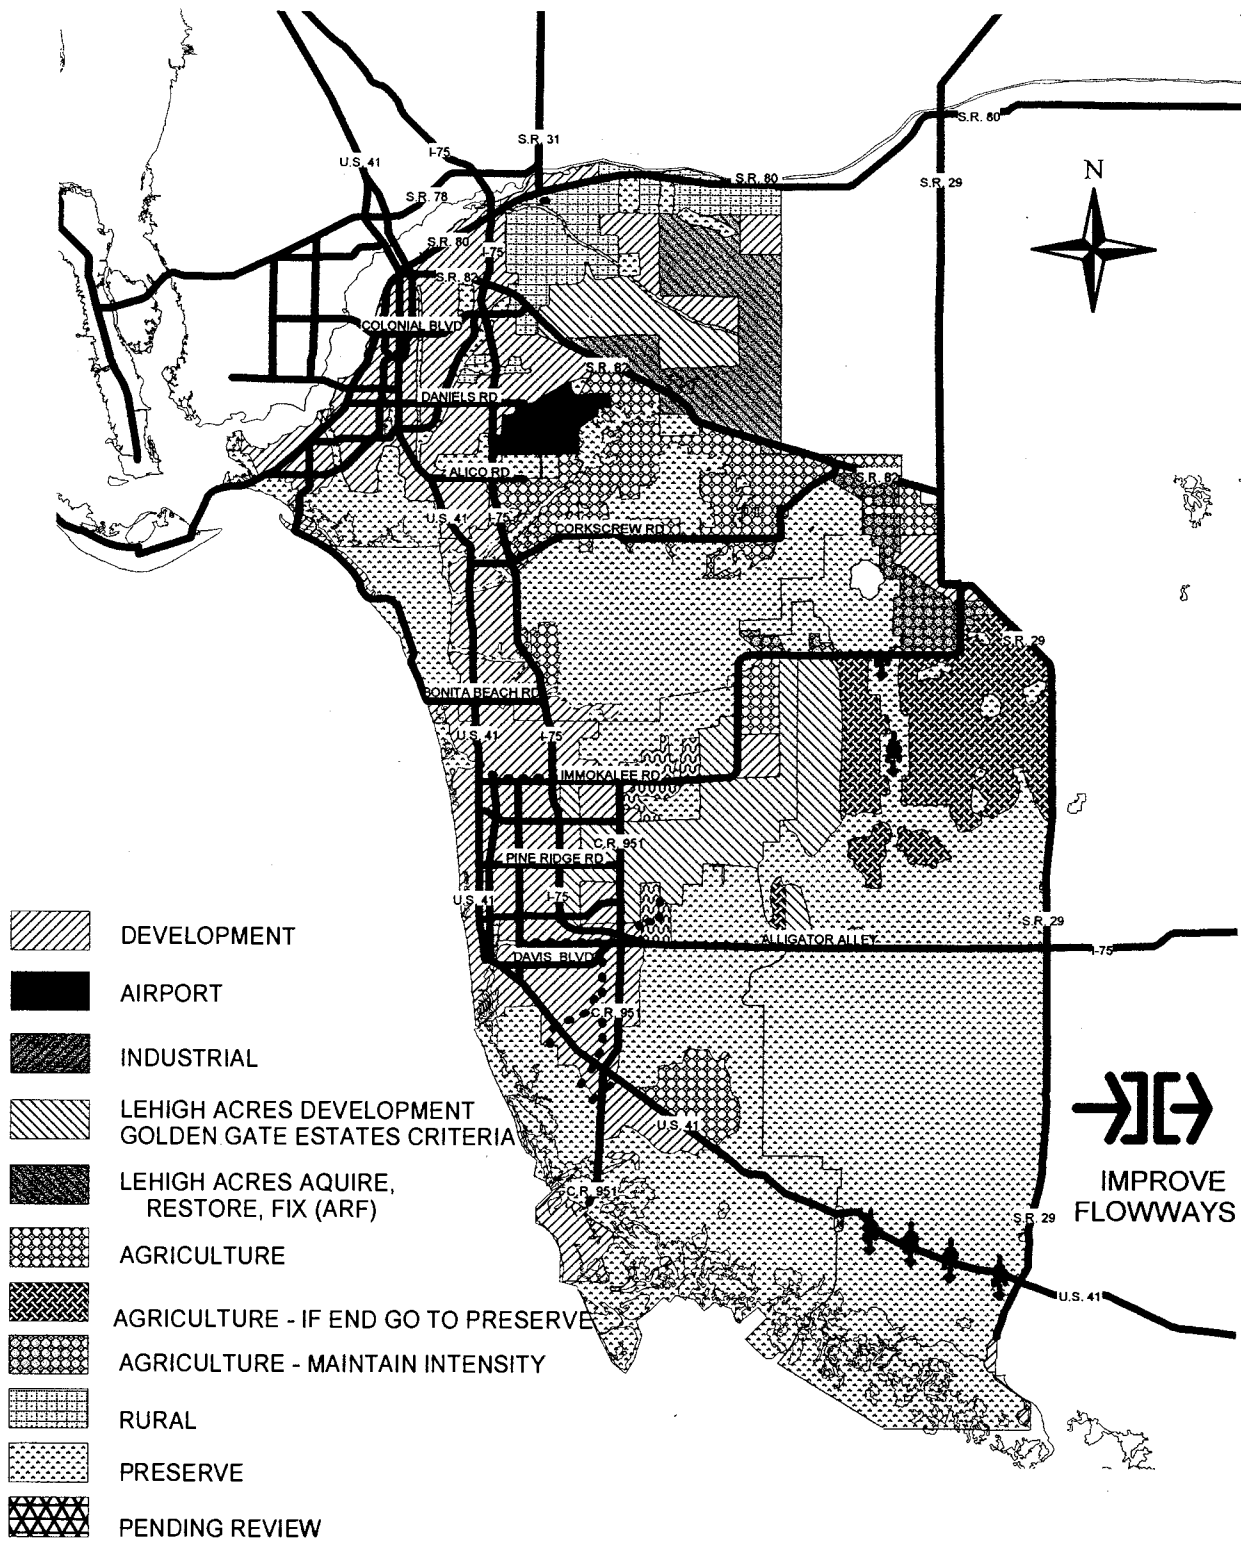 S.R. 31
S.R. 80
I-75
U.S. 41
S.R. 80
S.R. 29
S.R. 78
N
S.R. 80
I-75
S.R. 82
COLONIAL BLVD
S.R. 82
DANIELS RD
ALICO RD
S.R. 82
U.S. 41
I-75
CORKSCREW RD
S.R. 29
BONITA BEACH RD
U.S. 41
I-75
IMMOKALEE RD
C.R. 951
PINE RIDGE RD
U.S. 41
I-75
S.R. 29
ALLIGATOR ALLEY
I-75
DAVIS BLVD
C.R. 951
U.S. 41
C.R. 951
S.R. 29
U.S. 41
DEVELOPMENT
AIRPORT
INDUSTRIAL
LEHIGH ACRES DEVELOPMENT
GOLDEN GATE ESTATES CRITERIA
LEHIGH ACRES AQUIRE,
RESTORE, FIX (ARF)
AGRICULTURE
AGRICULTURE - IF END GO TO PRESERVE
AGRICULTURE - MAINTAIN INTENSITY
RURAL
PRESERVE
PENDING REVIEW
IMPROVE
FLOWWAYS